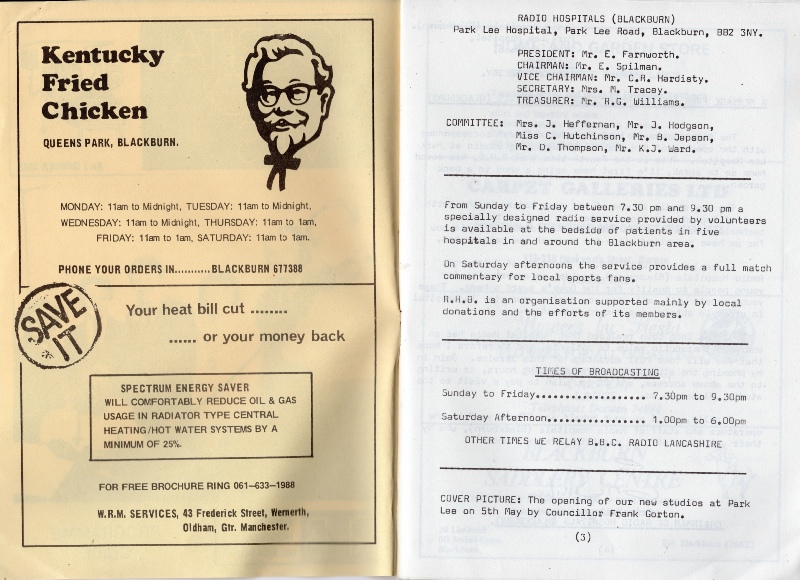 Kentucky
Fried
Chicken
QUEENS PARK, BLACKBURN.
MONDAY: 11am to Midnight, TUESDAY: 11am to Midnight,
WEDNESDAY: 11am to Midnight, THURSDAY: 11am to 1am,
FRIDAY: 11am to 1am, SATURDAY: 11am to 1am.
PHONE YOUR ORDERS IN...........BLACKBURN 677388
SAVE
IT
Your heat bill cut ........
...... or your money back
SPECTRUM ENERGY SAVER
WILL COMFORTABLY REDUCE OIL & GAS
USAGE IN RADIATOR TYPE CENTRAL
HEATING/HOT WATER SYSTEMS BY A
MINIMUM OF 25%.
FOR FREE BROCHURE RING 061-633-1988
W.R.M. SERVICES, 43 Frederick Street, Wernerth,
Oldham, Gtr. Manchester.
RADIO HOSPITALS (BLACKBURN)
Park Lee Hospital, Park Lee Road, Blackburn, BB2 3NY.
PRESIDENT: Mr. E. Farnworth.
CHAIRMAN: Mr. E. Spilman.
VICE CHAIRMAN: Mr. C.R. Hardisty.
SECRETARY: Mrs. M. Tracey.
TREASURER: Mr. H.G. Williams.
COMMITTEE: Mrs. J. Heffernan, Mr. J. Hodgson,
Miss C. Hutchinson, Mr. B. Jepson,
Mr. D. Thompson, Mr. K.J. Ward.
From Sunday to Friday between 7.30 pm and 9.30 pm a
specially designed radio service provided by volunteers
is available at the bedside of patients in five
hospitals in and around the Blackburn area.
On Saturday afternoons the service provides a full match
commentary for local sports fans.
R.H.B. is an organisation supported mainly by local
donations and the efforts of its members.
TIMES OF BROADCASTING
Sunday to Friday................... 7.30pm to 9.30pm
Saturday Afternoon................. 1.00pm to 6.00pm
OTHER TIMES WE RELAY B.B.C. RADIO LANCASHIRE
COVER PICTURE: The opening of our new studios at Park
Lee on 5th May by Councillor Frank Gorton.
(3)